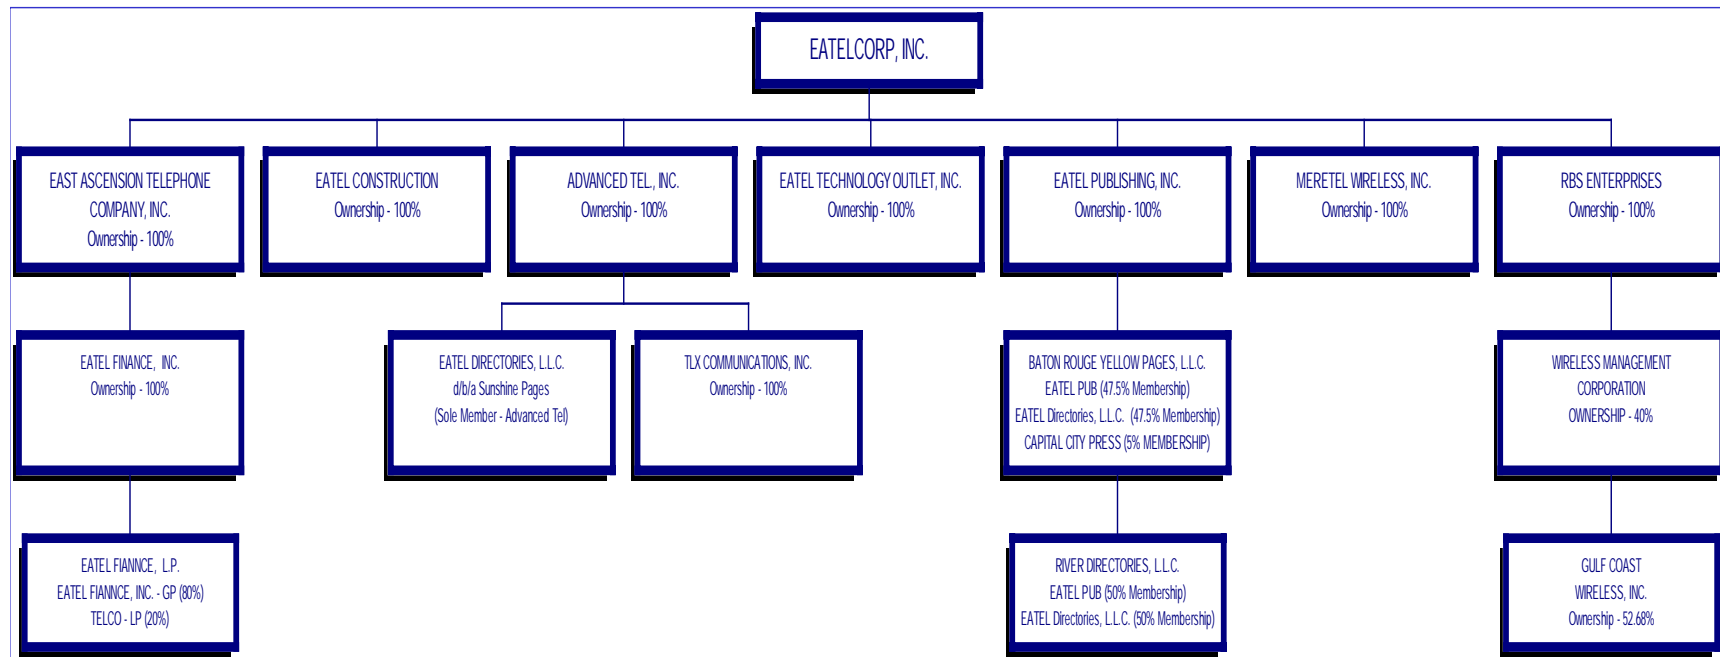 EATELCORP, INC.
EAST ASCENSION TELEPHONE
COMPANY, INC.
Ownership - 100%
EATEL CONSTRUCTION
Ownership - 100%
ADVANCED TEL., INC.
Ownership - 100%
EATEL TECHNOLOGY OUTLET, INC.
Ownership - 100%
EATEL PUBLISHING, INC.
Ownership - 100%
MERETEL WIRELESS, INC.
Ownership - 100%
RBS ENTERPRISES
Ownership - 100%
EATEL FINANCE, INC.
Ownership - 100%
EATEL DIRECTORIES, L.L.C.
d/b/a Sunshine Pages
(Sole Member - Advanced Tel)
TLX COMMUNICATIONS, INC.
Ownership - 100%
BATON ROUGE YELLOW PAGES, L.L.C.
EATEL PUB (47.5% Membership)
EATEL Directories, L.L.C. (47.5% Membership)
CAPITAL CITY PRESS (5% MEMBERSHIP)
WIRELESS MANAGEMENT
CORPORATION
OWNERSHIP - 40%
EATEL FIANNCE, L.P.
EATEL FIANNCE, INC. - GP (80%)
TELCO - LP (20%)
RIVER DIRECTORIES, L.L.C.
EATEL PUB (50% Membership)
EATEL Directories, L.L.C. (50% Membership)
GULF COAST
WIRELESS, INC.
Ownership - 52.68%